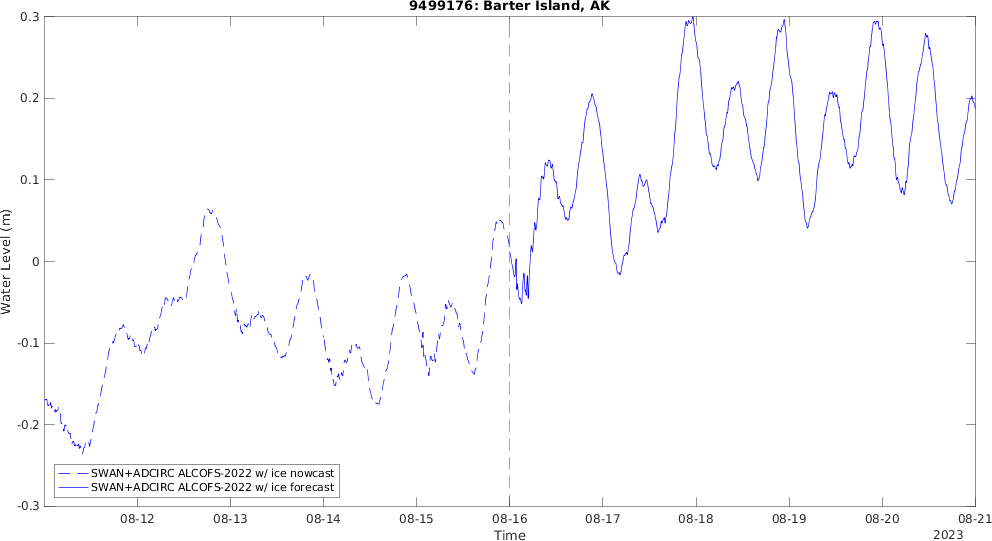 9499176: Barter Island, AK
0.3
0.2
0.1
0
-0.1
-0.2
-0.3
Water Level (m)
SWAN+ADCIRC ALCOFS-2022 w/ ice nowcast
SWAN+ADCIRC ALCOFS-2022 w/ ice forecast
08-12 08-13 08-14 08-15 08-16 08-17 08-18 08-19 08-20 08-21
Time
2023